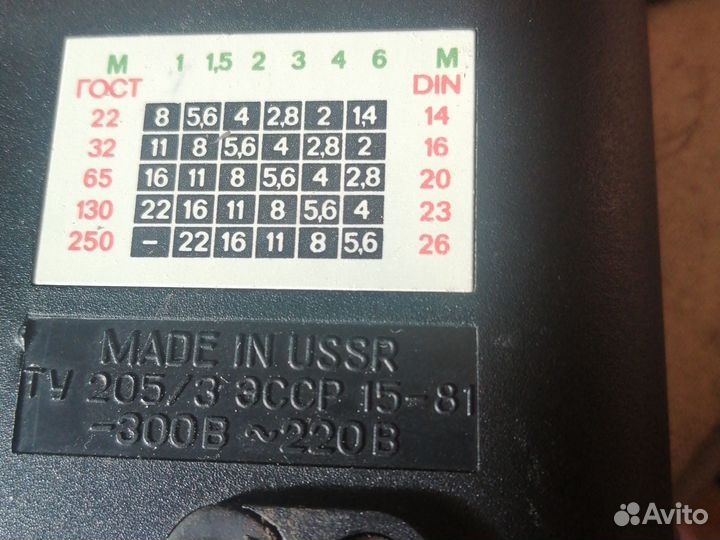 М 1 1,5 2 3 4 6 М
ГОСТ DIN
22 8 5,6 4 2,8 2 1,4 14
32 11 8 5,6 4 2,8 2 16
65 16 11 8 5,6 4 2,8 20
130 22 16 11 8 5,6 4 23
250 – 22 16 11 8 5,6 26
MADE IN USSR
ТУ 205/3 ЭССР 15-81
-300В ~220В
Avito